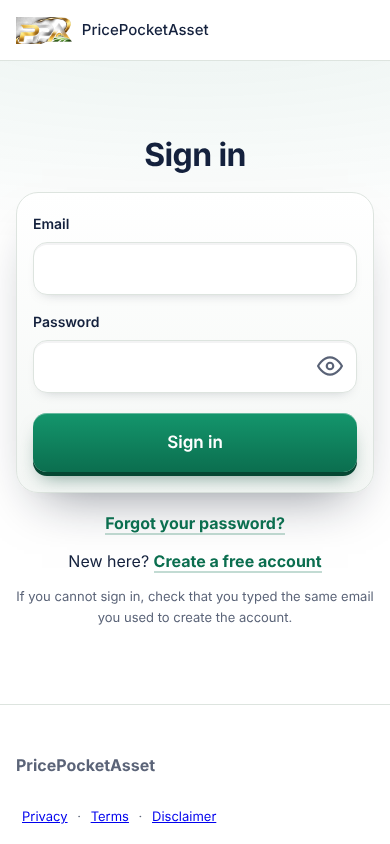 PPA PricePocketAsset
Sign in
Email
Password
Sign in
Forgot your password?
New here? Create a free account
If you cannot sign in, check that you typed the same email
you used to create the account.
PricePocketAsset
Privacy · Terms · Disclaimer